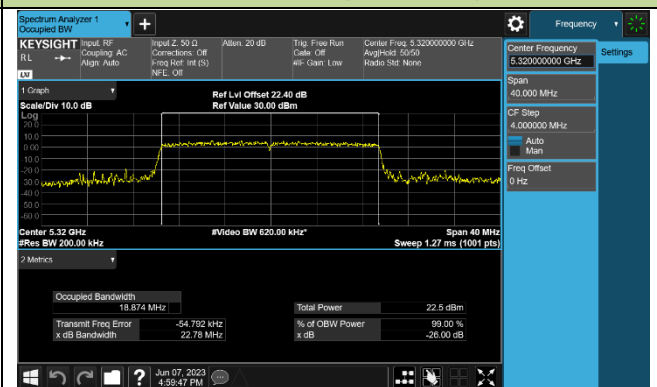 Spectrum Analyzer 1
Occupied BW
+
Frequency
KEYSIGHT
RL
LXI
Input: RF
Coupling: AC
Align: Auto
Input Z: 50 Ω
Corrections: Off
Freq Ref: Int (S)
NFE: Off
Atten: 20 dB
Trig: Free Run
Gate: Off
#IF Gain: Low
Center Freq: 5.320000000 GHz
Avg|Hold: 50/50
Radio Std: None
Center Frequency
5.320000000 GHz
Settings
Span
40.000 MHz
CF Step
4.000000 MHz
Auto
Man
Freq Offset
0 Hz
1 Graph
Scale/Div 10.0 dB
Ref Lvl Offset 22.40 dB
Ref Value 30.00 dBm
Log
20.0
10.0
0.00
-10.0
-20.0
-30.0
-40.0
-50.0
-60.0
Center 5.32 GHz
#Res BW 200.00 kHz
#Video BW 620.00 kHz*
Span 40 MHz
Sweep 1.27 ms (1001 pts)
2 Metrics
Occupied Bandwidth
18.874 MHz
Total Power
22.5 dBm
Transmit Freq Error
-54.792 kHz
% of OBW Power
99.00 %
x dB Bandwidth
22.78 MHz
x dB
-26.00 dB
?
Jun 07, 2023
4:59:47 PM